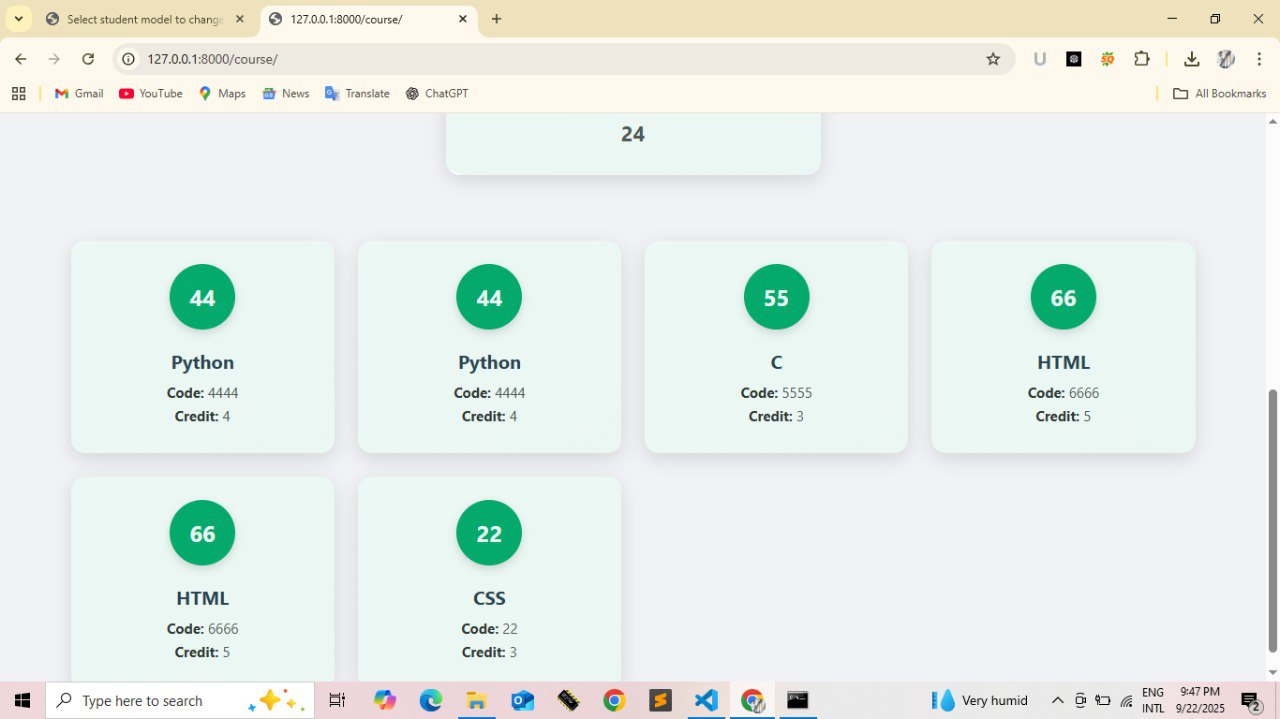 Select student model to change
127.0.0.1:8000/course/
127.0.0.1:8000/course/
U
Gmail
YouTube
Maps
News
Translate
ChatGPT
All Bookmarks
24
44
Python
Code: 4444
Credit: 4
44
Python
Code: 4444
Credit: 4
55
C
Code: 5555
Credit: 3
66
HTML
Code: 6666
Credit: 5
66
HTML
Code: 6666
Credit: 5
22
CSS
Code: 22
Credit: 3
Type here to search
Very humid
ENG
INTL
9:47 PM
9/22/2025
2